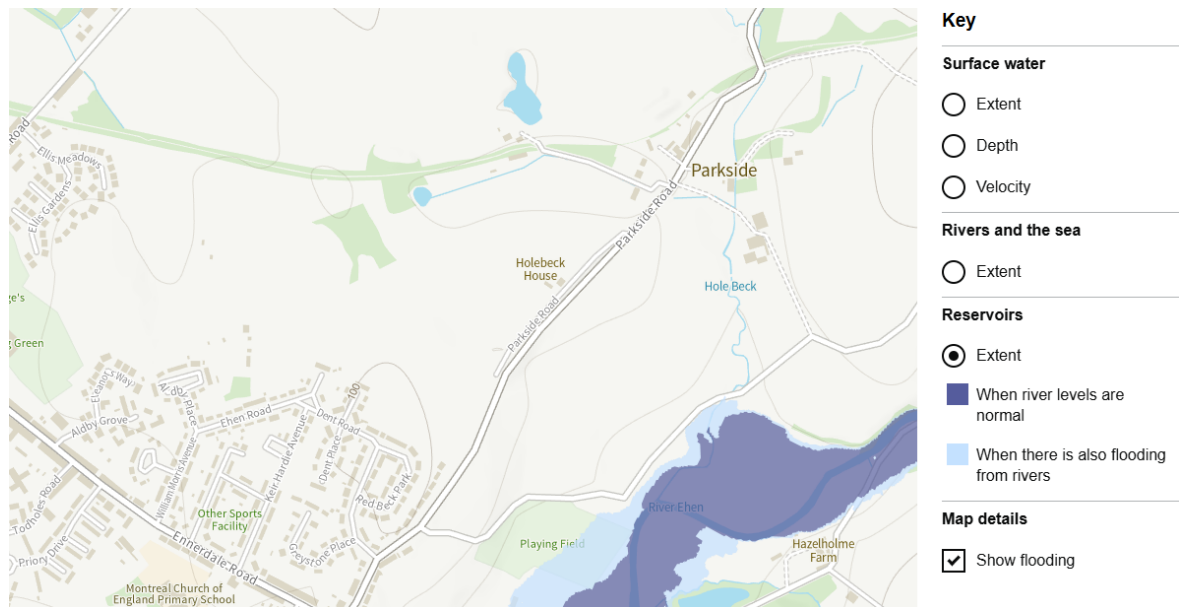 Road
Ellis Meadows
Ellis Gardens
Parkside
Parkside Road
Holebeck
House
Hole Beck
Parkside Road
ge's
g Green
Eleanor's Way
Aldby Place
Aldby Grove
Ehen Road
100
Dent Road
Dent Place
Keir Hardie Avenue
William Morris Avenue
Red Beck Park
Todholes Road
Other Sports
Facility
River Ehen
Priory Drive
Ennerdale Road
Greystone Place
Playing Field
Hazelholme
Farm
Montreal Church of
England Primary School
Key
Surface water
Extent
Depth
Velocity
Rivers and the sea
Extent
Reservoirs
Extent
When river levels are
normal
When there is also flooding
from rivers
Map details
Show flooding